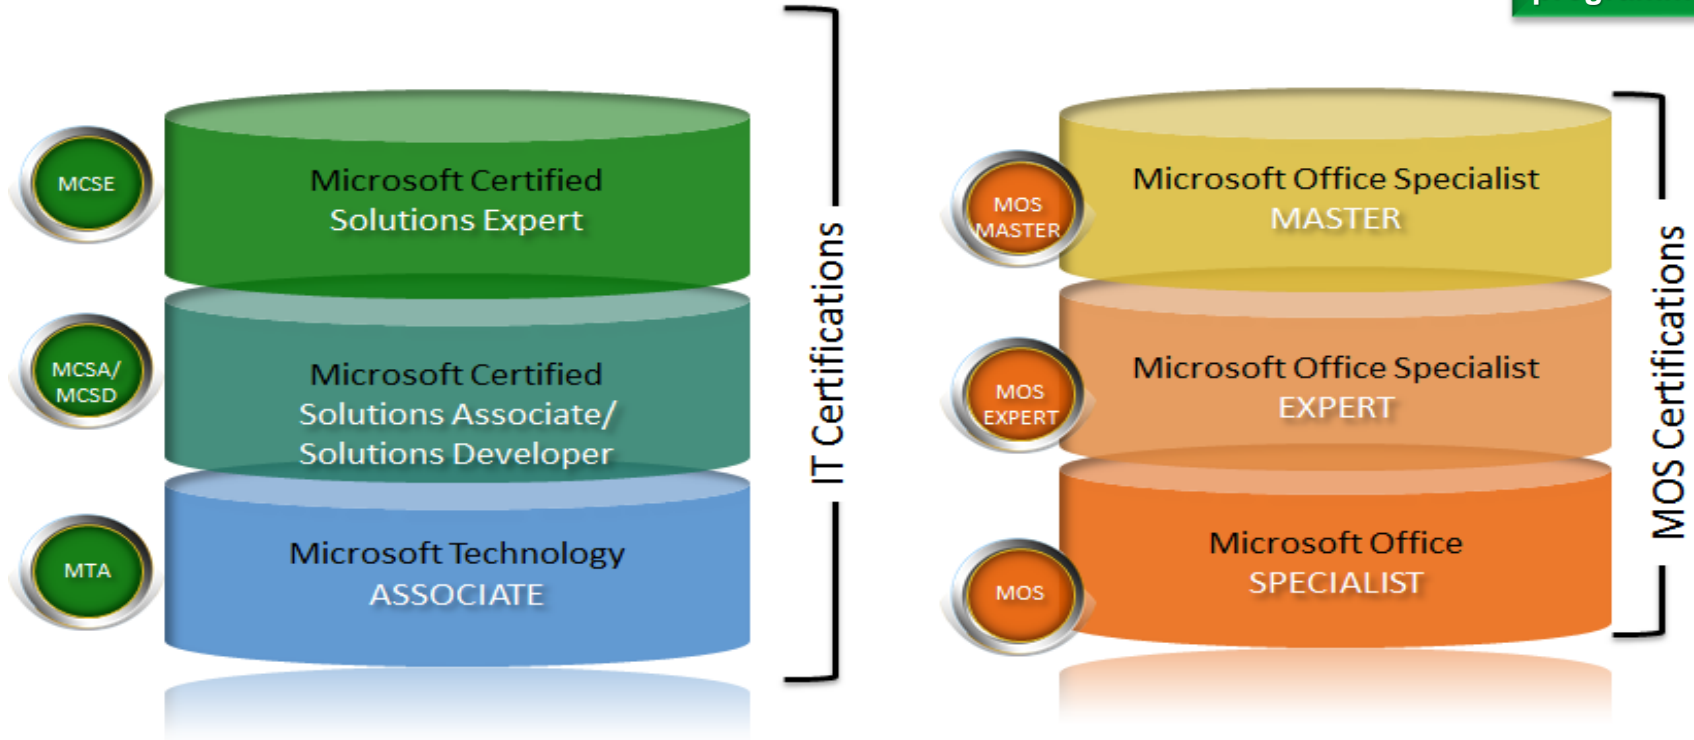 MCSE
Microsoft Certified
Solutions Expert
MCSA/
MCSD
Microsoft Certified
Solutions Associate/
Solutions Developer
MTA
Microsoft Technology
ASSOCIATE
IT Certifications
MOS
MASTER
Microsoft Office Specialist
MASTER
MOS
EXPERT
Microsoft Office Specialist
EXPERT
MOS
Microsoft Office
SPECIALIST
MOS Certifications